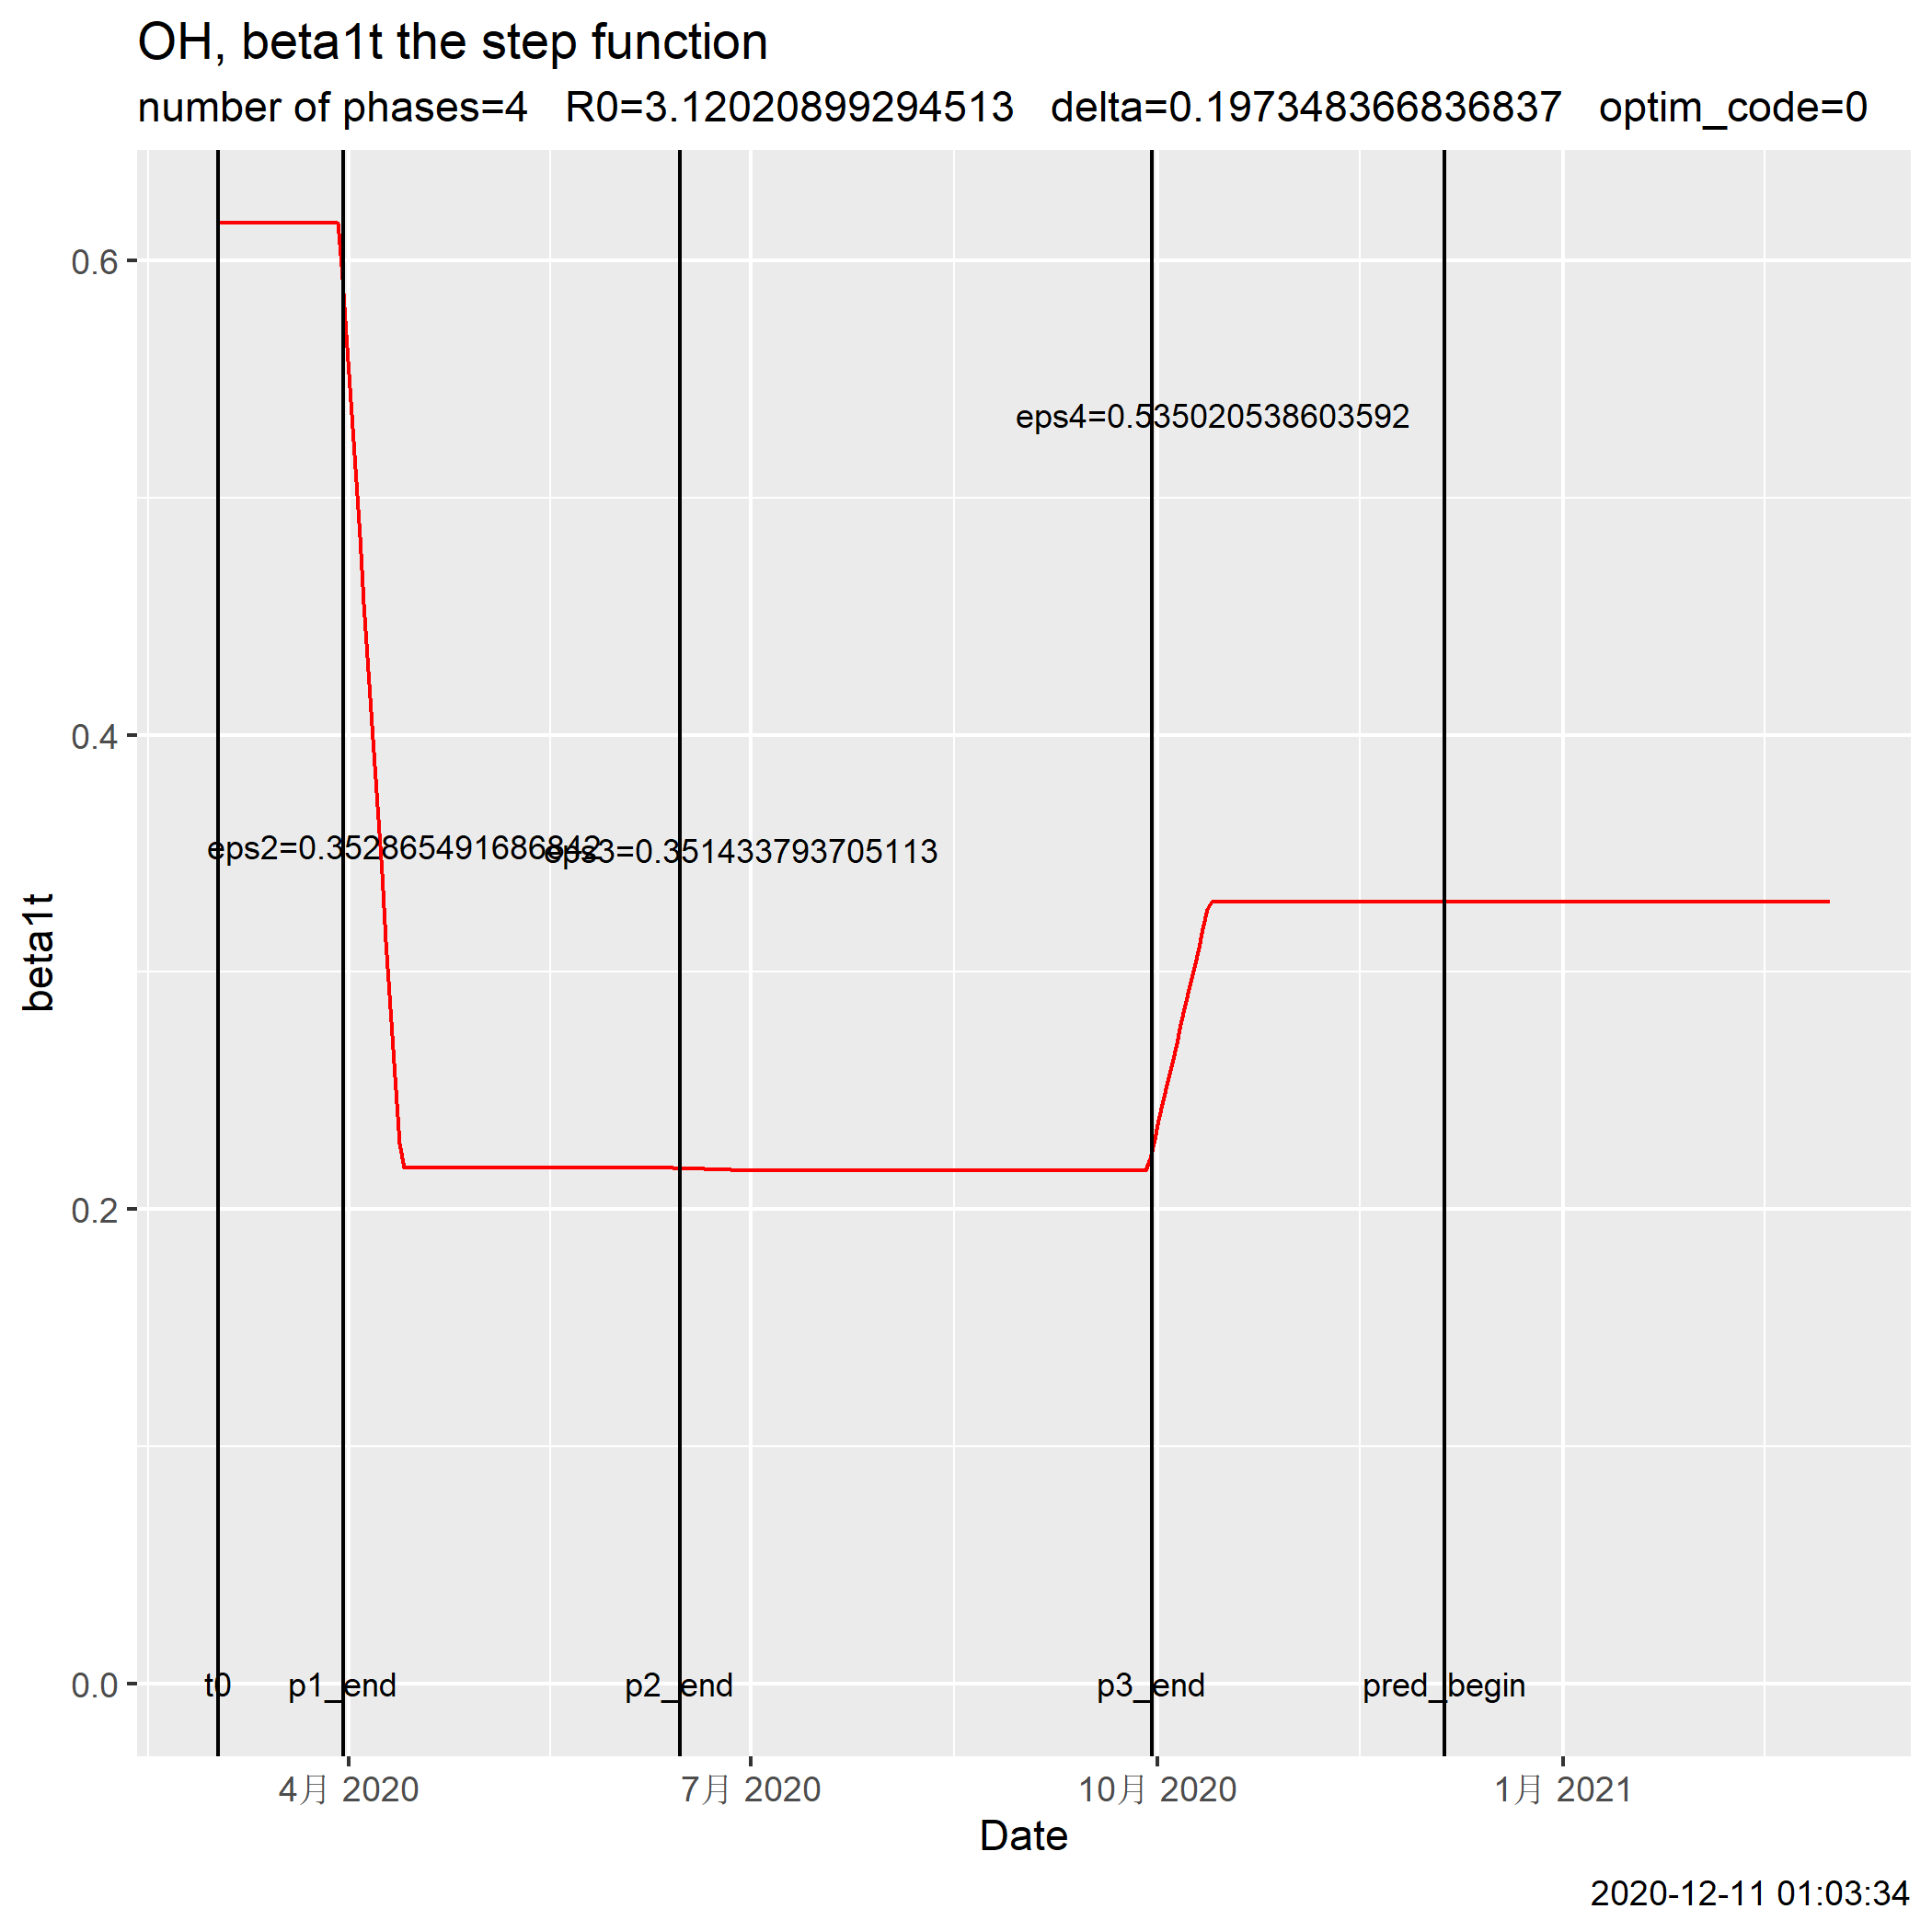 OH, beta1t the step function
number of phases=4   R0=3.12020899294513   delta=0.197348366836837   optim_code=0
0.6
eps4=0.535020538603592
0.4
eps2=0.352865491686842
eps3=0.351433793705113
beta1t
0.2
0.0
t0 p1_end p2_end p3_end pred_begin
4月 2020 7月 2020 10月 2020 1月 2021
Date
2020-12-11 01:03:34